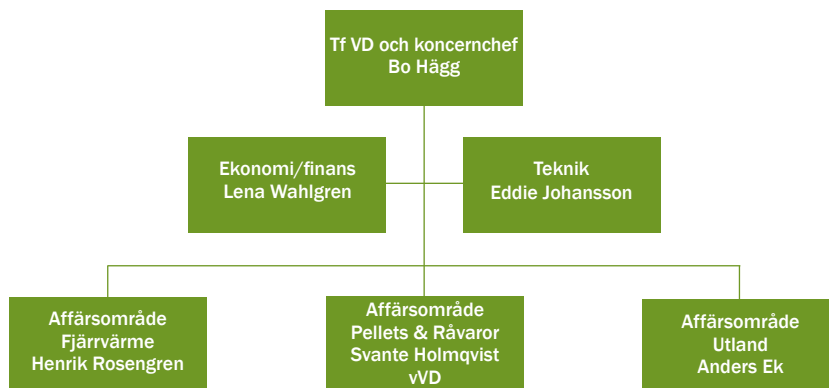 Tf VD och koncernchef
Bo Hägg
Ekonomi/finans
Lena Wahlgren
Teknik
Eddie Johansson
Affärsområde
Fjärrvärme
Henrik Rosengren
Affärsområde
Pellets & Råvaror
Svante Holmqvist
vVD
Affärsområde
Utland
Anders Ek